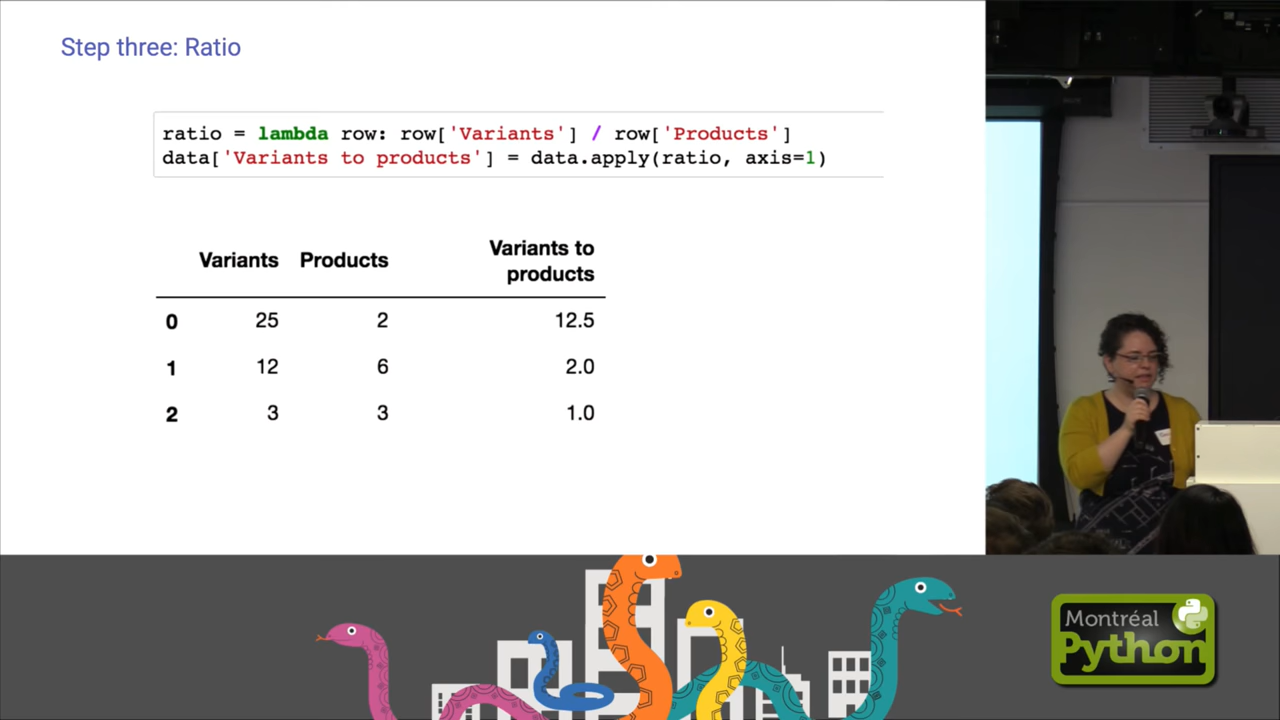 Step three: Ratio
ratio = lambda row: row['Variants'] / row['Products']
data['Variants to products'] = data.apply(ratio, axis=1)
Variants Products Variants to products
0 25 2 12.5
1 12 6 2.0
2 3 3 1.0
Montréal
Python